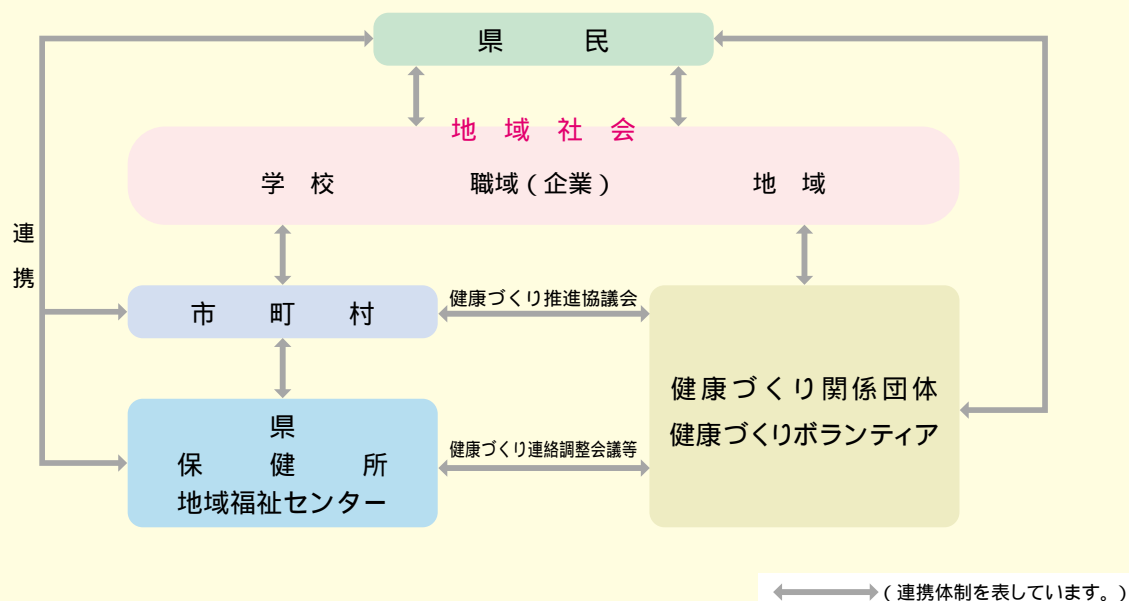 県民
地域社会
学校 職域(企業) 地域
連携
市町村
健康づくり推進協議会
健康づくり関係団体
健康づくりボランティア
県
保健所
地域福祉センター
健康づくり連絡調整会議等
(連携体制を表しています。)